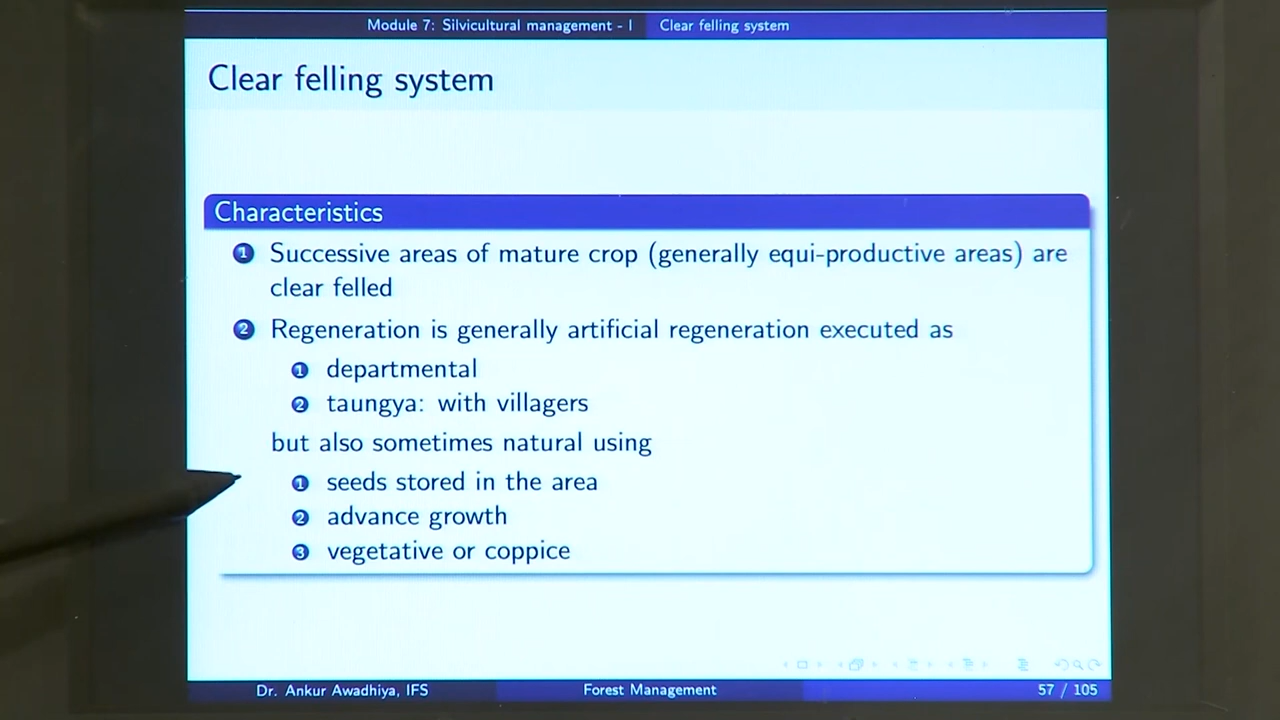 Module 7: Silvicultural management - I Clear felling system
Clear felling system
Characteristics
1 Successive areas of mature crop (generally equi-productive areas) are
clear felled
2 Regeneration is generally artificial regeneration executed as
1 departmental
2 taungya: with villagers
but also sometimes natural using
1 seeds stored in the area
2 advance growth
3 vegetative or coppice
Dr. Ankur Awadhiya, IFS Forest Management 57 / 105